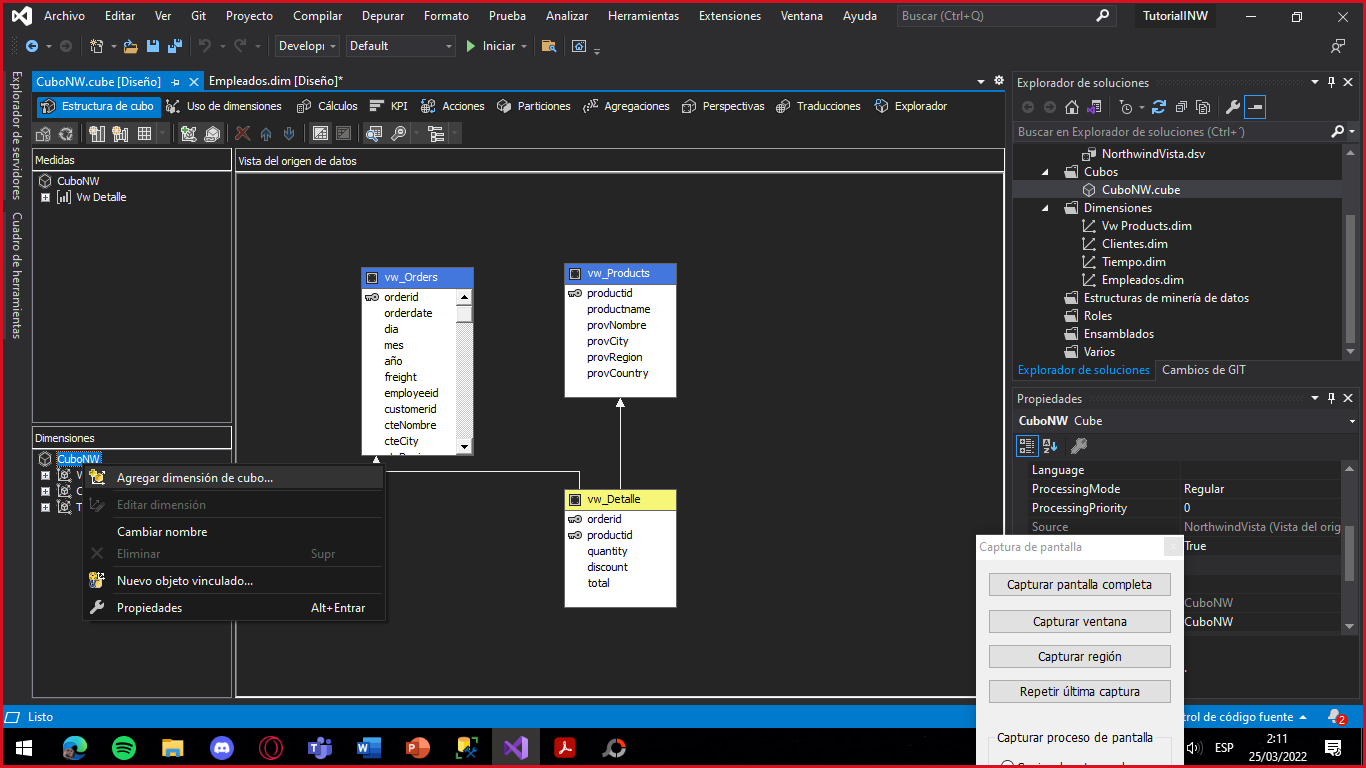 Archivo Editar Ver Git Proyecto Compilar Depurar Formato Prueba Analizar Herramientas Extensiones Ventana Ayuda Buscar (Ctrl+Q) TutorialINW
Developi Default Iniciar
CuboNW.cube [Diseño] Empleados.dim [Diseño]*
Estructura de cubo Uso de dimensiones Cálculos KPI Acciones Particiones Agregaciones Perspectivas Traducciones Explorador
Explorador de servidores
Cuadro de herramientas
Medidas
CuboNW
Vw Detalle
Dimensiones
CuboNW
V
C
T
Agregar dimensión de cubo...
Editar dimensión
Cambiar nombre
Eliminar Supr
Nuevo objeto vinculado...
Propiedades Alt+Entrar
Vista del origen de datos
vw_Orders
orderid
orderdate
dia
mes
año
freight
employeeid
customerid
cteNombre
cteCity
vw_Products
productid
productname
provNombre
provCity
provRegion
provCountry
vw_Detalle
orderid
productid
quantity
discount
total
Explorador de soluciones
Buscar en Explorador de soluciones (Ctrl+´)
NorthwindVista.dsv
Cubos
CuboNW.cube
Dimensiones
Vw Products.dim
Clientes.dim
Tiempo.dim
Empleados.dim
Estructuras de minería de datos
Roles
Ensamblados
Varios
Explorador de soluciones Cambios de GIT
Propiedades
CuboNW Cube
Language
ProcessingMode Regular
ProcessingPriority 0
Source NorthwindVista (Vista del orig
True
CuboNW
CuboNW
Captura de pantalla
Capturar pantalla completa
Capturar ventana
Capturar región
Repetir última captura
Capturar proceso de pantalla
Listo
trol de código fuente 2
ESP
2:11
25/03/2022